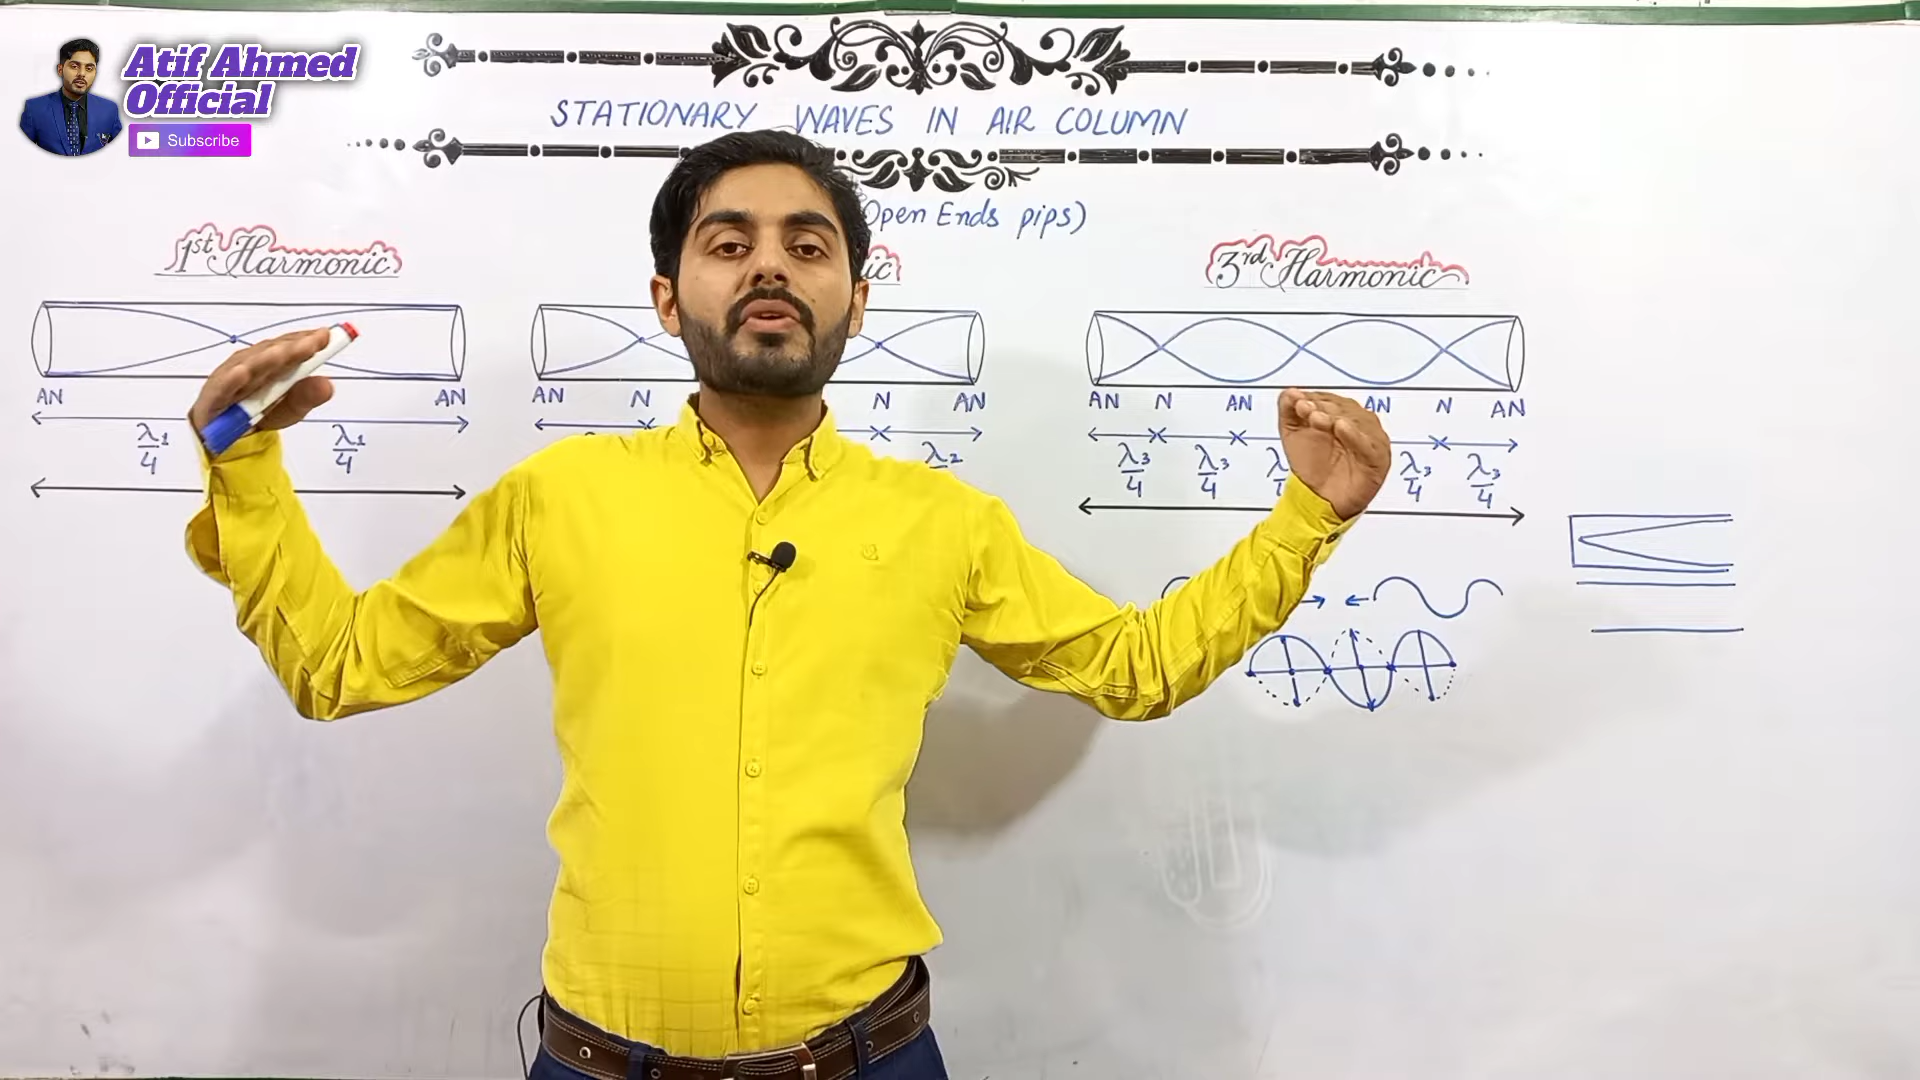 Atif Ahmed
Official
Subscribe
STATIONARY WAVES IN AIR COLUMN
Open Ends pips)
1st Harmonic
ic
3rd Harmonic
AN AN
λ1/4 λ1/4
AN N N AN
λ2
AN N AN AN N AN
λ3/4 λ3/4 λ λ3/4 λ3/4